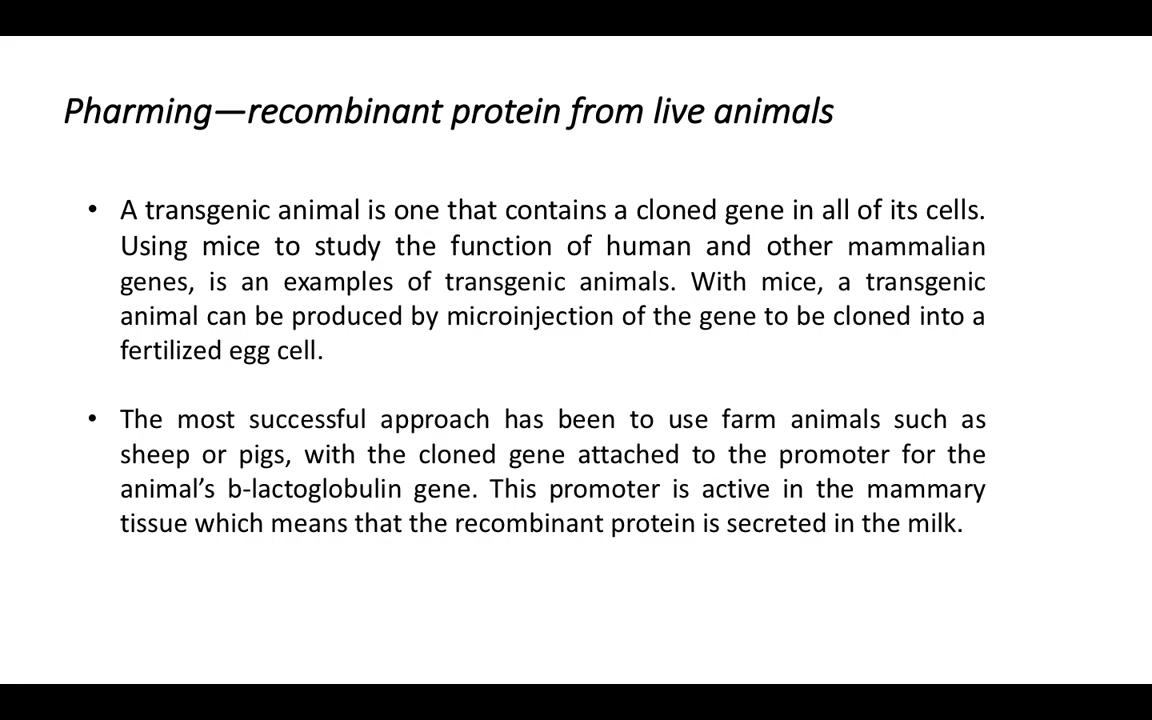 Pharming—recombinant protein from live animals
• A transgenic animal is one that contains a cloned gene in all of its cells.
Using mice to study the function of human and other mammalian
genes, is an examples of transgenic animals. With mice, a transgenic
animal can be produced by microinjection of the gene to be cloned into a
fertilized egg cell.
• The most successful approach has been to use farm animals such as
sheep or pigs, with the cloned gene attached to the promoter for the
animal’s b-lactoglobulin gene. This promoter is active in the mammary
tissue which means that the recombinant protein is secreted in the milk.